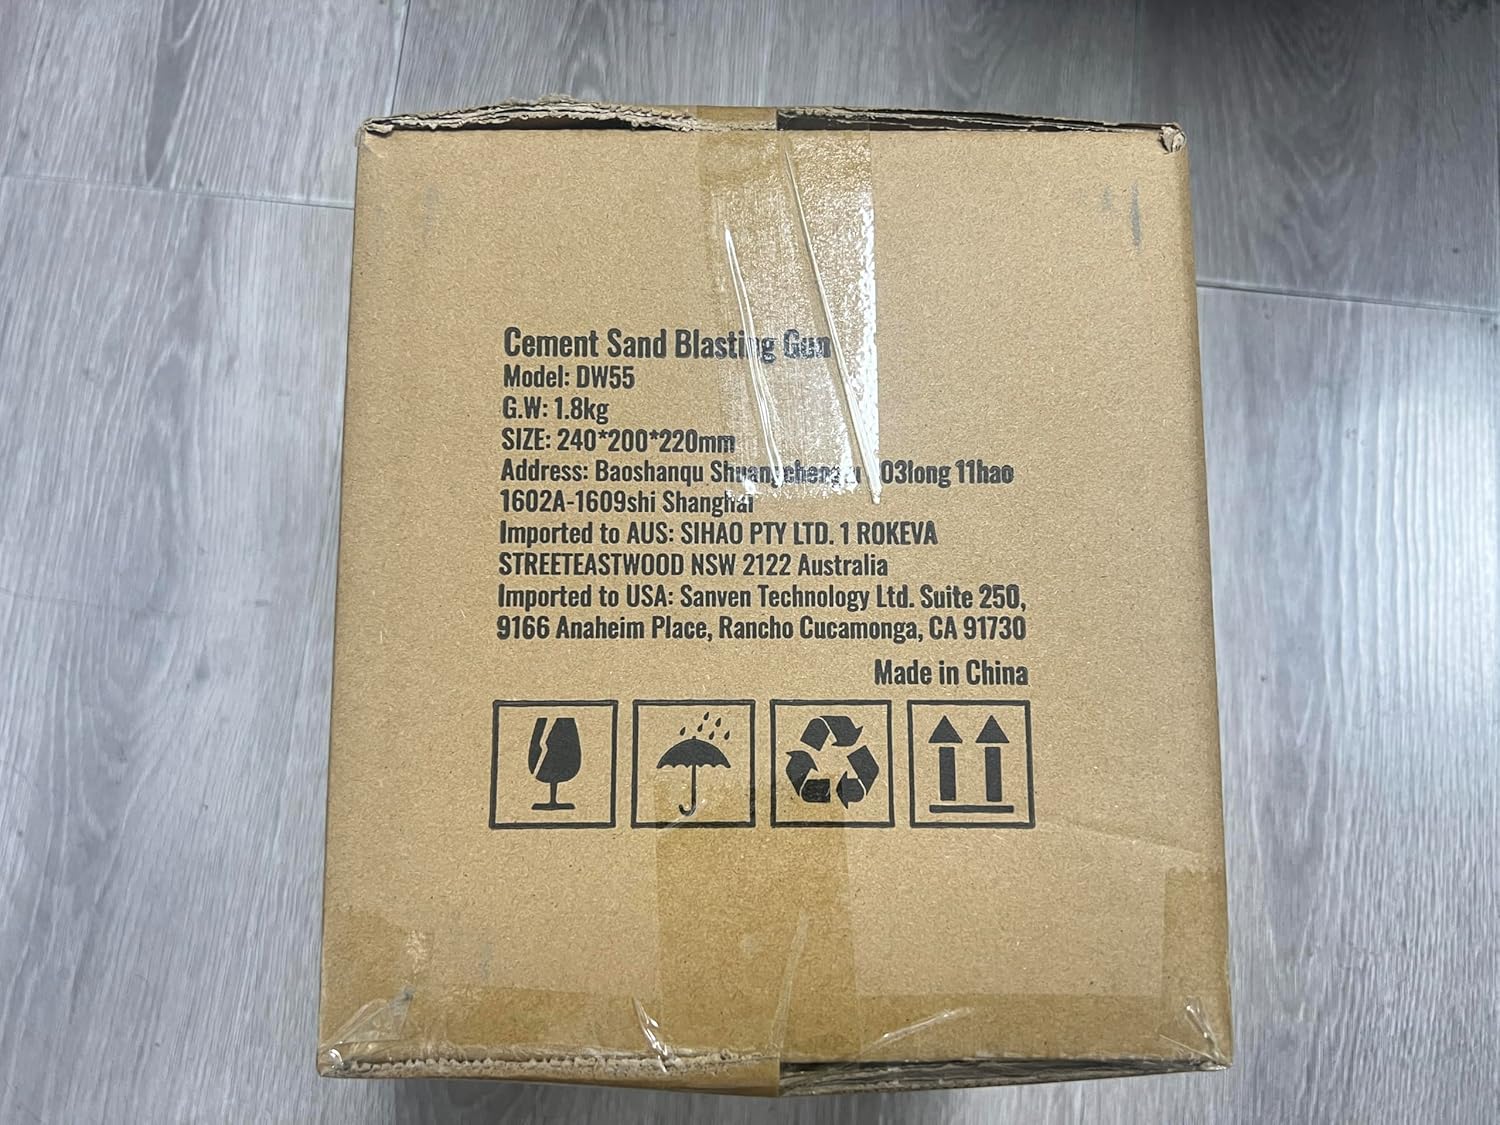 Cement Sand Blasting Gun
Model: DW55
G.W: 1.8kg
SIZE: 240*200*220mm
Address: Baoshanqu 03long 11hao
1602A-1609shi Shanghai
Imported to AUS: SIHAO PTY LTD. 1 ROKEVA
STREETEASTWOOD NSW 2122 Australia
Imported to USA: Sanven Technology Ltd. Suite 250,
9166 Anaheim Place, Rancho Cucamonga, CA 91730
Made in China